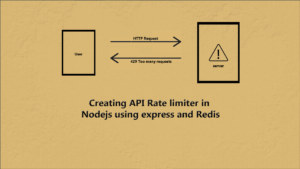 HTTP Request
User
429 Too many requests
server
Creating API Rate limiter in
Nodejs using express and Redis